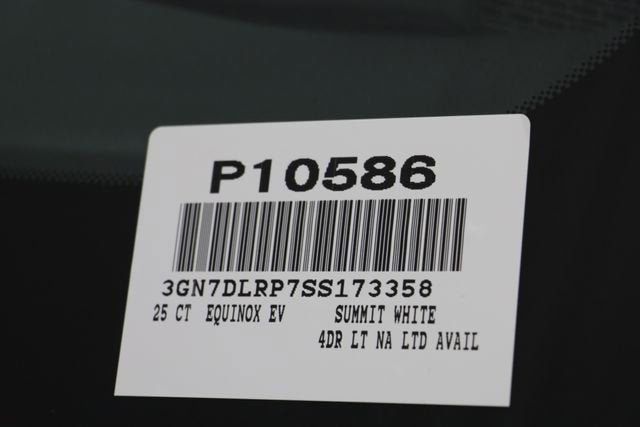 P10586
3GN7DLRP7SS173358
25 CT EQUINOX EV SUMMIT WHITE
4DR LT NA LTD AVAIL